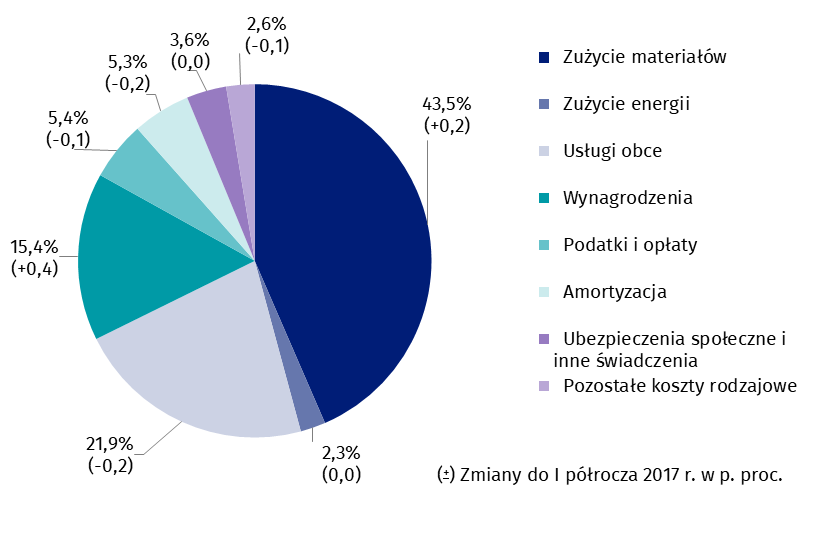 2,6%
(-0,1)
3,6%
(0,0)
5,3%
(-0,2)
5,4%
(-0,1)
15,4%
(+0,4)
21,9%
(-0,2)
2,3%
(0,0)
43,5%
(+0,2)
Zużycie materiałów
Zużycie energii
Usługi obce
Wynagrodzenia
Podatki i opłaty
Amortyzacja
Ubezpieczenia społeczne i
inne świadczenia
Pozostałe koszty rodzajowe
(±) Zmiany do I półrocza 2017 r. w p. proc.